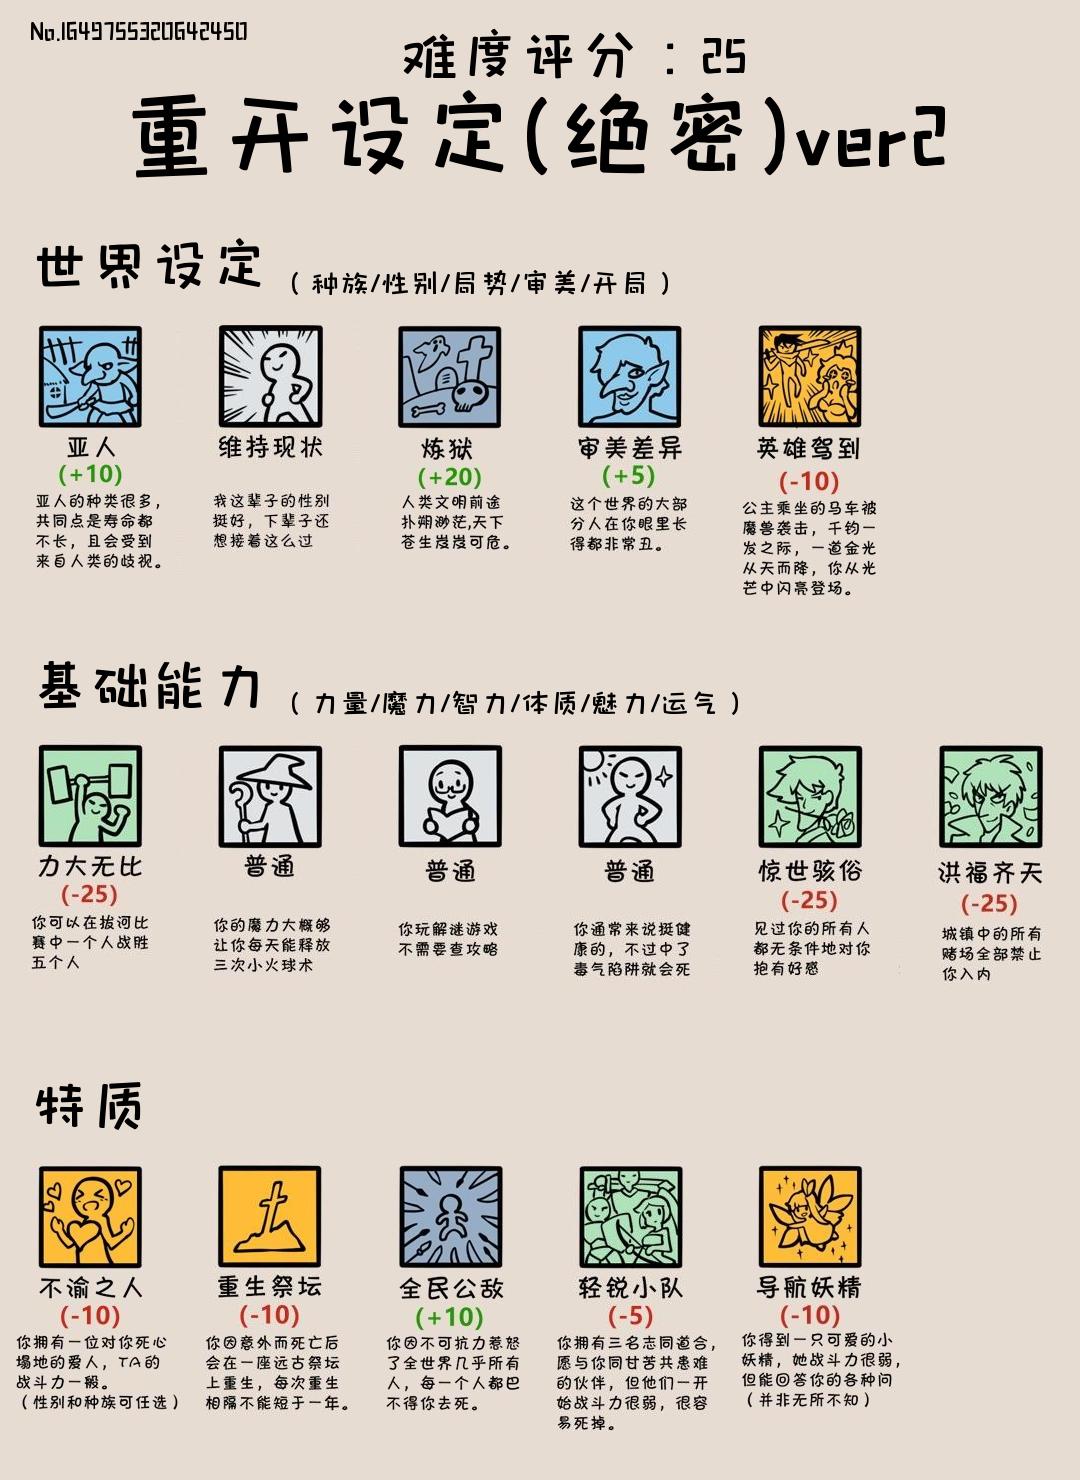 No.1649755320642450
难度评分：25
重开设定(绝密)ver2
世界设定
（种族/性别/局势/审美/开局）
亚人
(+10)
亚人的种类很多，
共同点是寿命都
不长，且会受到
来自人类的歧视。
维持现状
我这辈子的性别
挺好，下辈子还
想接着这么过
炼狱
(+20)
人类文明前途
扑朔渺茫,天下
苍生岌岌可危。
审美差异
(+5)
这个世界的大部
分人在你眼里长
得都非常丑。
英雄驾到
(-10)
公主乘坐的马车被
魔兽袭击，千钧一
发之际，一道金光
从天而降，你从光
芒中闪亮登场。
基础能力
（力量/魔力/智力/体质/魅力/运气）
力大无比
(-25)
你可以在拔河比
赛中一个人战胜
五个人
普通
你的魔力大概够
让你每天能释放
三次小火球术
普通
你玩解谜游戏
不需要查攻略
普通
你通常来说挺健
康的，不过中了
毒气陷阱就会死
惊世骇俗
(-25)
见过你的所有人
都无条件地对你
抱有好感
洪福齐天
(-25)
城镇中的所有
赌场全部禁止
你入内
特质
不渝之人
(-10)
你拥有一位对你死心
塌地的爱人，TA的
战斗力一般。
（性别和种族可任选）
重生祭坛
(-10)
你因意外而死亡后
会在一座远古祭坛
上重生，每次重生
相隔不能短于一年。
全民公敌
(+10)
你因不可抗力惹怒
了全世界几乎所有
人，每一个人都巴
不得你去死。
轻锐小队
(-5)
你拥有三名志同道合，
愿与你同甘苦共患难
的伙伴，但他们一开
始战斗力很弱，很容
易死掉。
导航妖精
(-10)
你得到一只可爱的小
妖精，她战斗力很弱，
但能回答你的各种问
（并非无所不知）